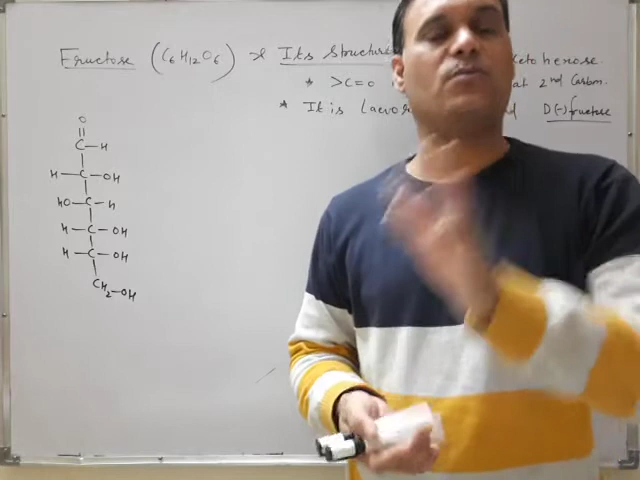 Fructose (C6H12O6) * Its Structure Keto hexose.
* >C=O at 2nd Carbon.
* It is Laevo D(-) fructose
O
C-H
H-C-OH
HO-C-H
H-C-OH
H-C-OH
CH2-OH